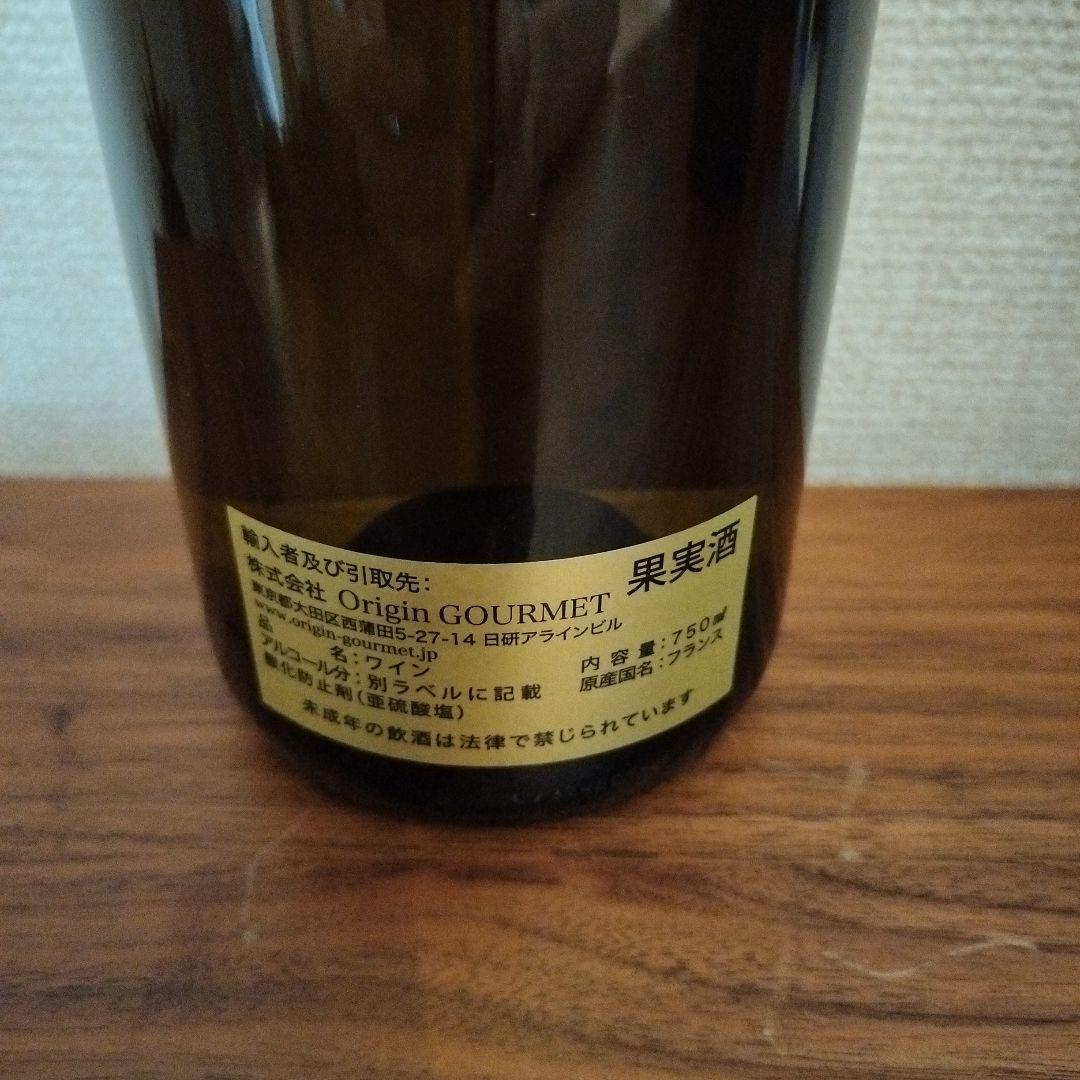 輸入者及び引取先：
果実酒
株式会社 Origin GOURMET
東京都大田区西蒲田5-27-14 日研アラインビル
www.origin-gourmet.jp
品名：ワイン
内容量：750㎖
アルコール分：別ラベルに記載
原産国名：フランス
酸化防止剤（亜硫酸塩）
未成年の飲酒は法律で禁じられています